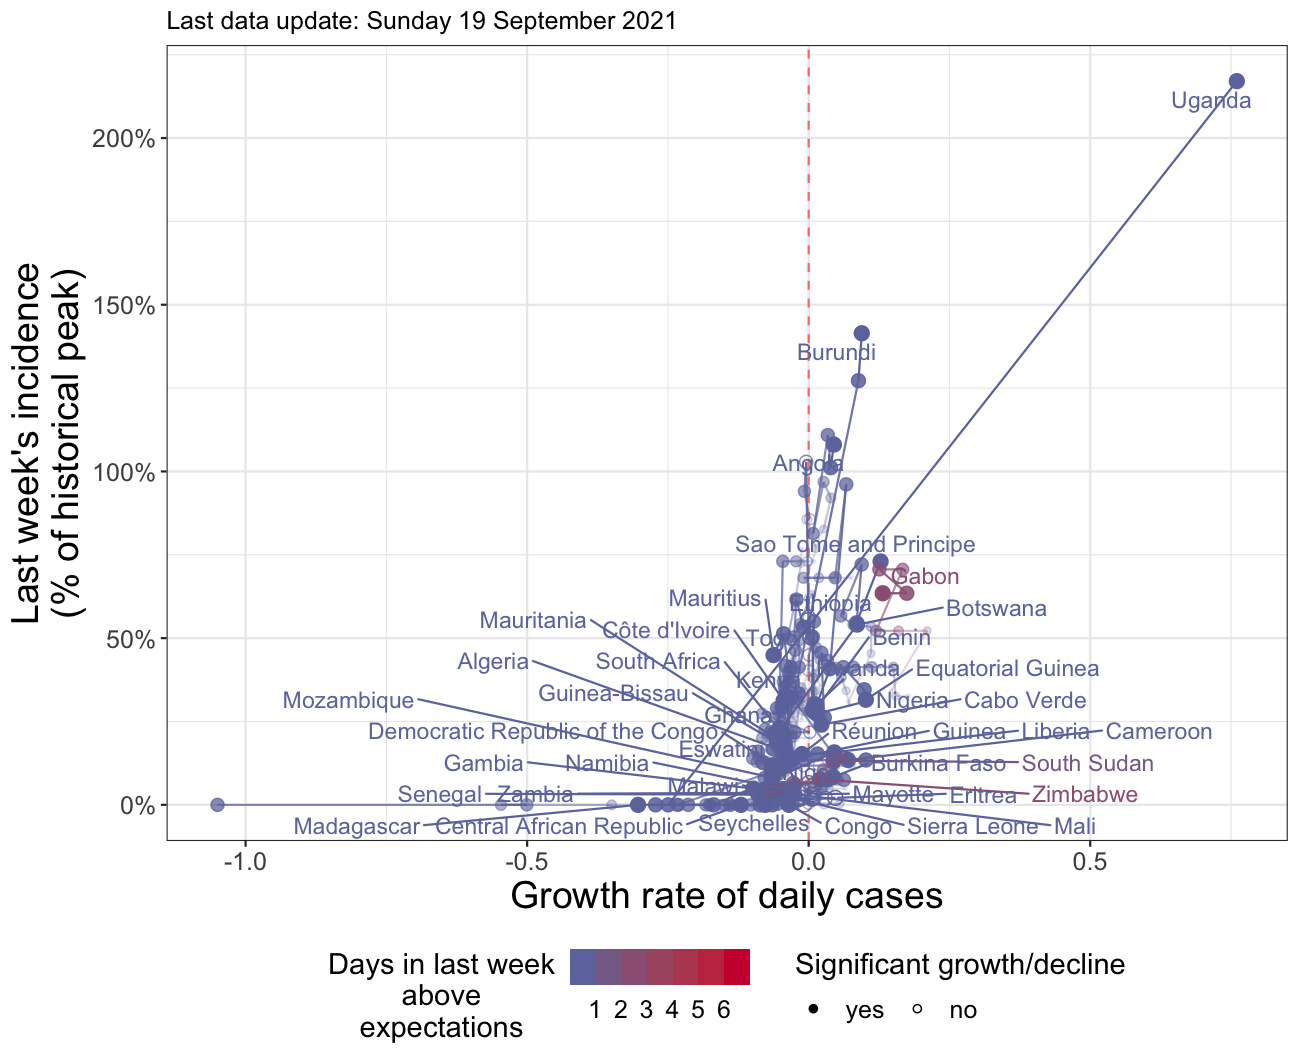 Last data update: Sunday 19 September 2021
Last week's incidence
(% of historical peak)
200%
150%
100%
50%
0%
Uganda
Burundi
Angola
Sao Tome and Principe
Gabon
Mauritius
Ethiopia
Botswana
Mauritania
Côte d'Ivoire
Togo
Benin
Algeria
South Africa
Rwanda
Equatorial Guinea
Kenya
Mozambique
Guinea-Bissau
Nigeria
Cabo Verde
Ghana
Democratic Republic of the Congo
Réunion
Guinea
Liberia
Cameroon
Eswatini
Gambia
Namibia
Burkina Faso
South Sudan
Malawi
Senegal
Zambia
Mayotte
Eritrea
Zimbabwe
Madagascar
Central African Republic
Seychelles
Congo
Sierra Leone
Mali
-1.0
-0.5
0.0
0.5
Growth rate of daily cases
Days in last week
above
expectations
1 2 3 4 5 6
Significant growth/decline
yes
no